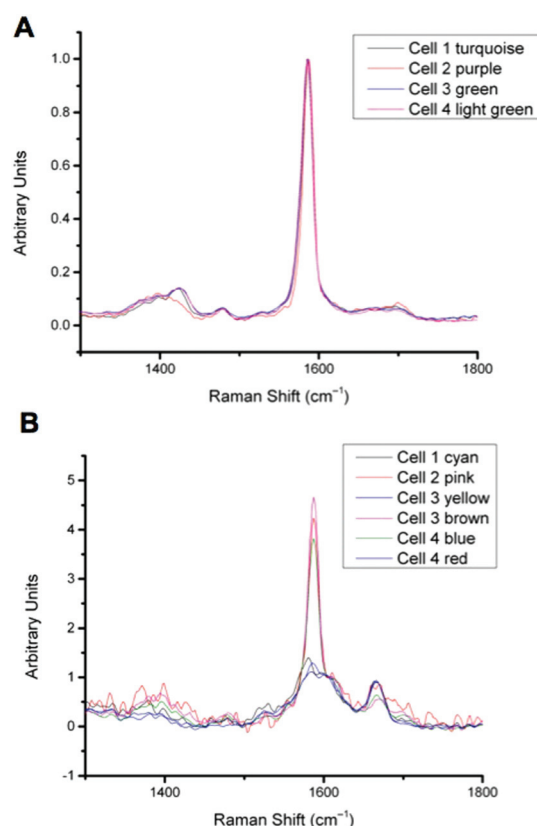 A
Cell 1 turquoise
Cell 2 purple
Cell 3 green
Cell 4 light green
Arbitrary Units
1.0
0.8
0.6
0.4
0.2
0.0
1400
1600
1800
Raman Shift (cm⁻¹)
B
Cell 1 cyan
Cell 2 pink
Cell 3 yellow
Cell 3 brown
Cell 4 blue
Cell 4 red
Arbitrary Units
5
4
3
2
1
0
-1
1400
1600
1800
Raman Shift (cm⁻¹)